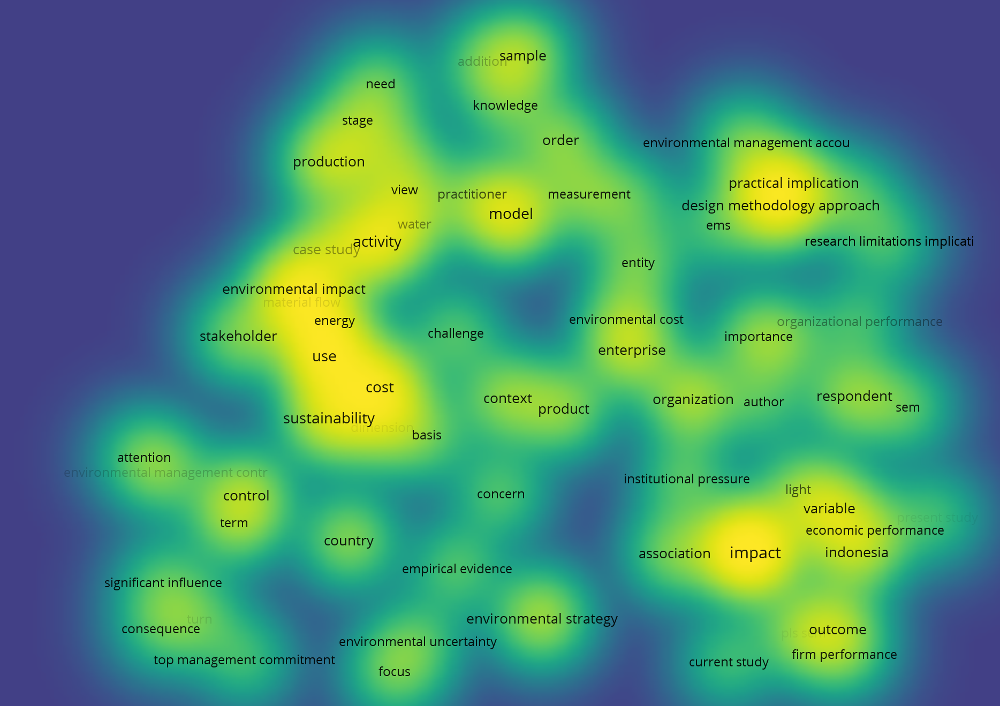 sample
addition
need
knowledge
stage
order
environmental management accou
production
practical implication
view
practitioner
measurement
design methodology approach
model
water
ems
activity
research limitations implicati
case study
entity
environmental impact
material flow
energy
environmental cost
organizational performance
challenge
stakeholder
importance
enterprise
use
cost
respondent
context
organization
author
product
sem
sustainability
dimension
basis
attention
environmental management contr
institutional pressure
light
concern
control
variable
present study
term
economic performance
country
association
impact
indonesia
empirical evidence
significant influence
environmental strategy
turn
consequence
outcome
pls sem
environmental uncertainty
firm performance
top management commitment
current study
focus